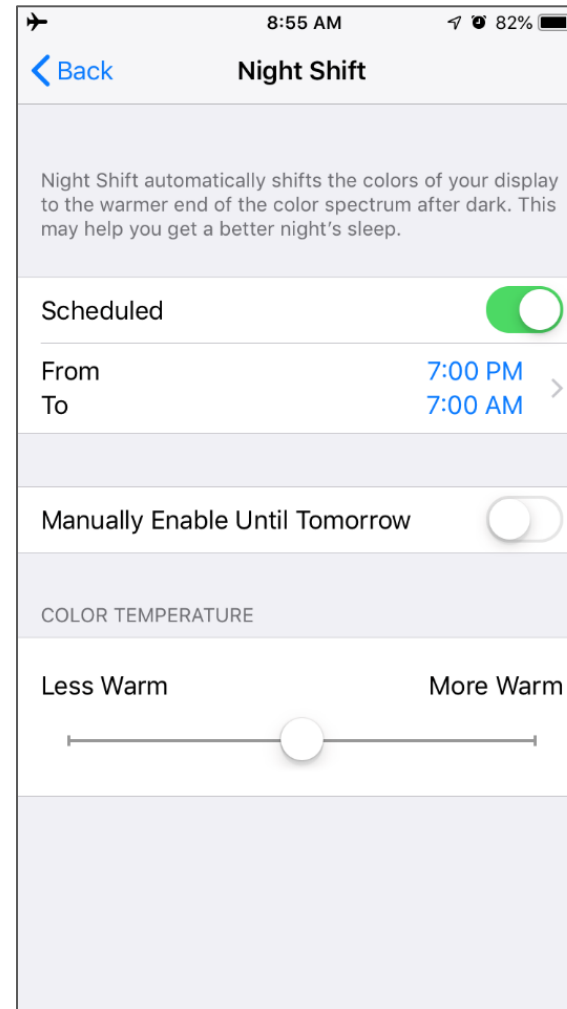 8:55 AM 82%
Back Night Shift
Night Shift automatically shifts the colors of your display
to the warmer end of the color spectrum after dark. This
may help you get a better night's sleep.
Scheduled
From 7:00 PM
To 7:00 AM
Manually Enable Until Tomorrow
COLOR TEMPERATURE
Less Warm More Warm